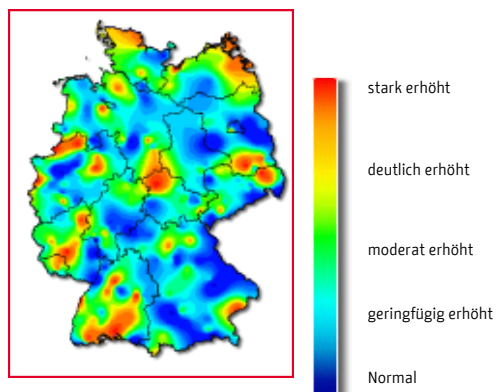 stark erhöht
deutlich erhöht
moderat erhöht
geringfügig erhöht
Normal